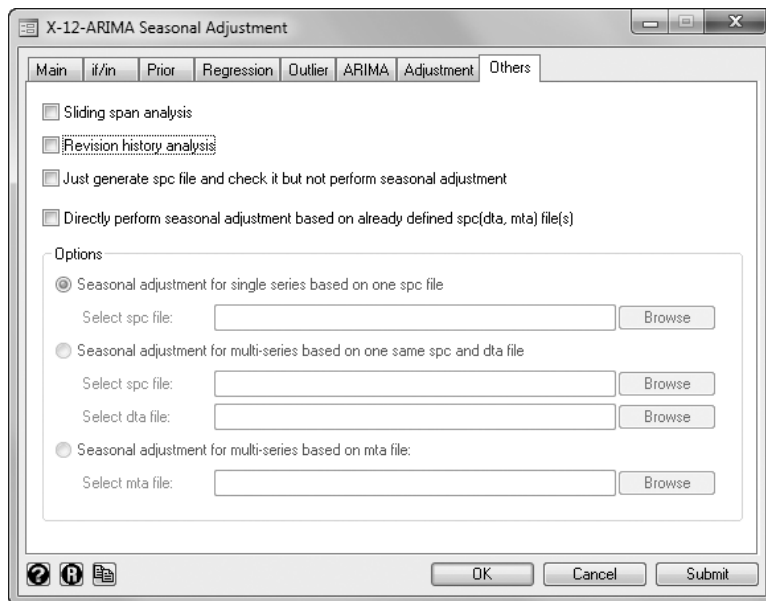 X-12-ARIMA Seasonal Adjustment
Main if/in Prior Regression Outlier ARIMA Adjustment Others
Sliding span analysis
Revision history analysis
Just generate spc file and check it but not perform seasonal adjustment
Directly perform seasonal adjustment based on already defined spc(dta, mta) file(s)
Options
Seasonal adjustment for single series based on one spc file
Select spc file: Browse
Seasonal adjustment for multi-series based on one same spc and dta file
Select spc file: Browse
Select dta file: Browse
Seasonal adjustment for multi-series based on mta file:
Select mta file: Browse
? R OK Cancel Submit